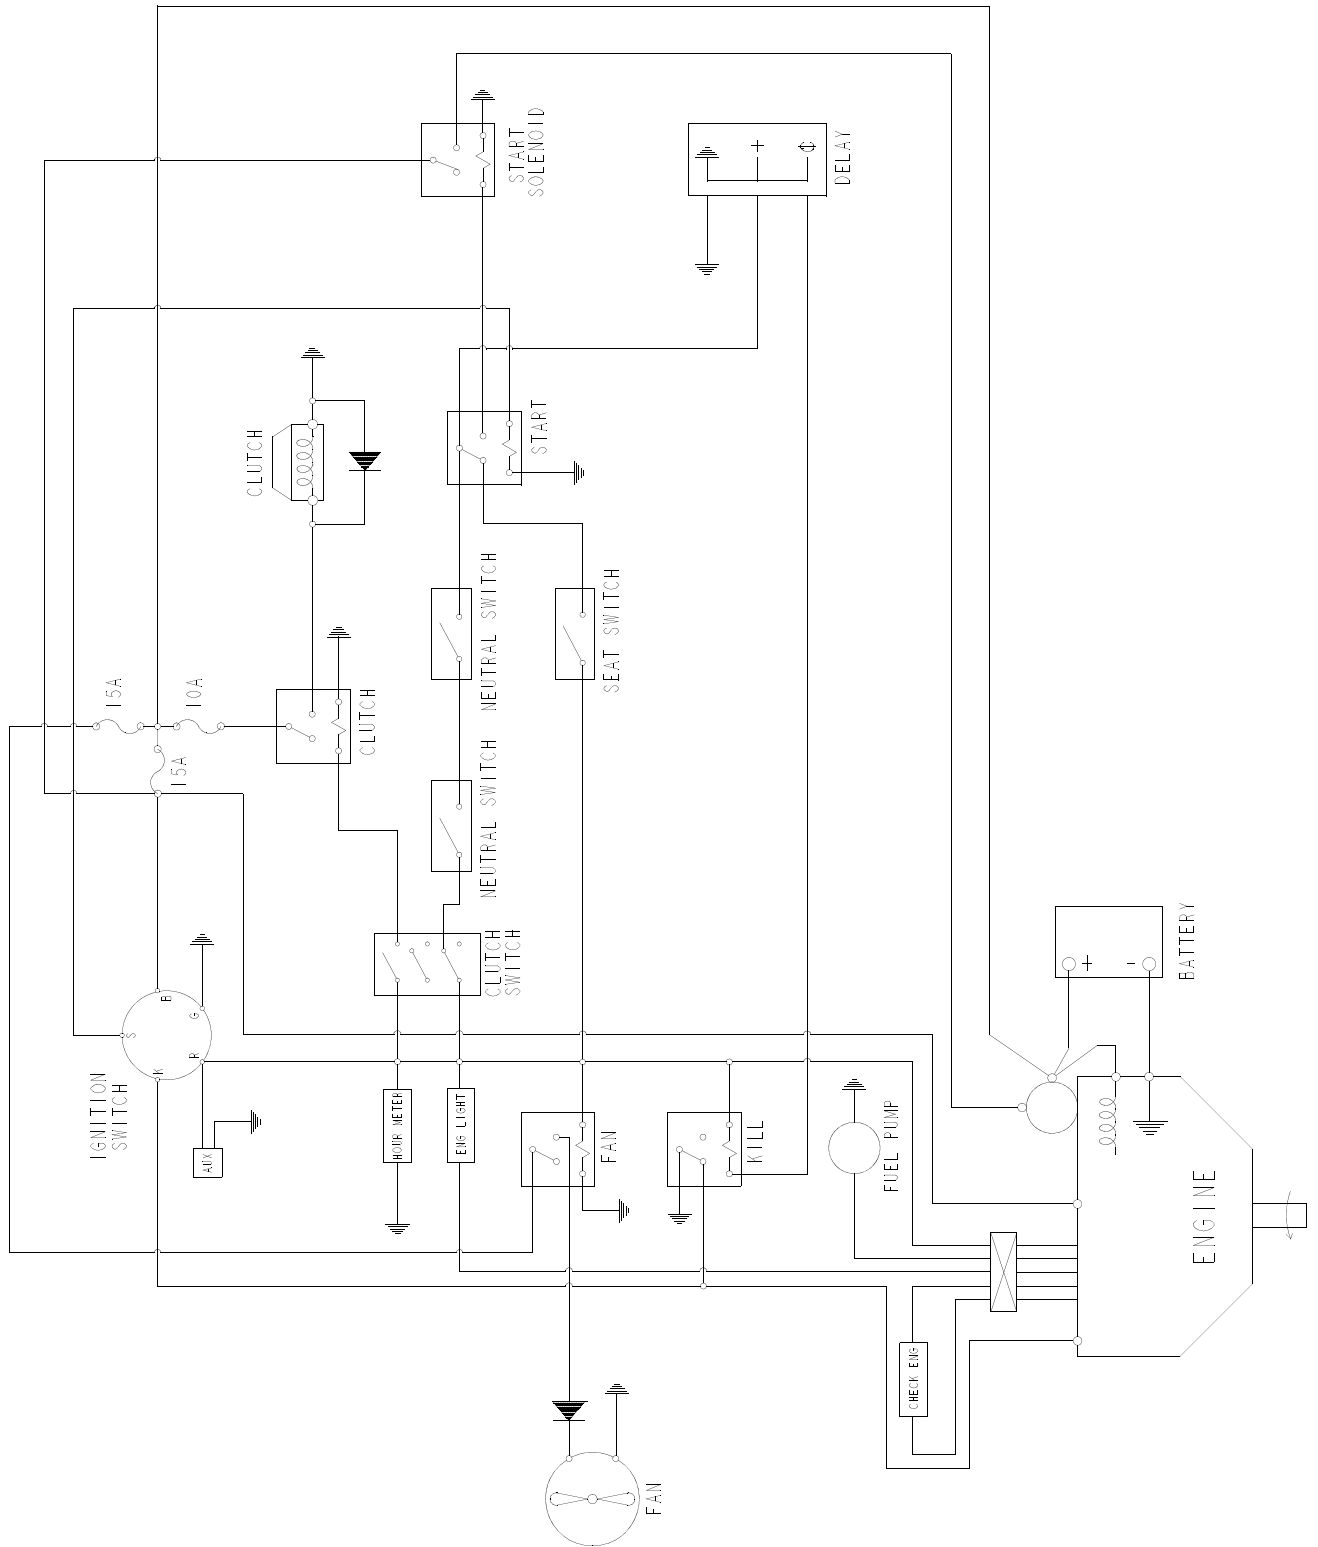 START
SOLENOID
+
DELAY
CLUTCH
START
NEUTRAL SWITCH
SEAT SWITCH
15A
10A
CLUTCH
15A
NEUTRAL SWITCH
CLUTCH
SWITCH
BATTERY
+
-
B
G
S
R
K
IGNITION
SWITCH
AUX
HOUR METER
ENG LIGHT
FAN
KILL
FUEL PUMP
ENGINE
CHECK ENG
FAN